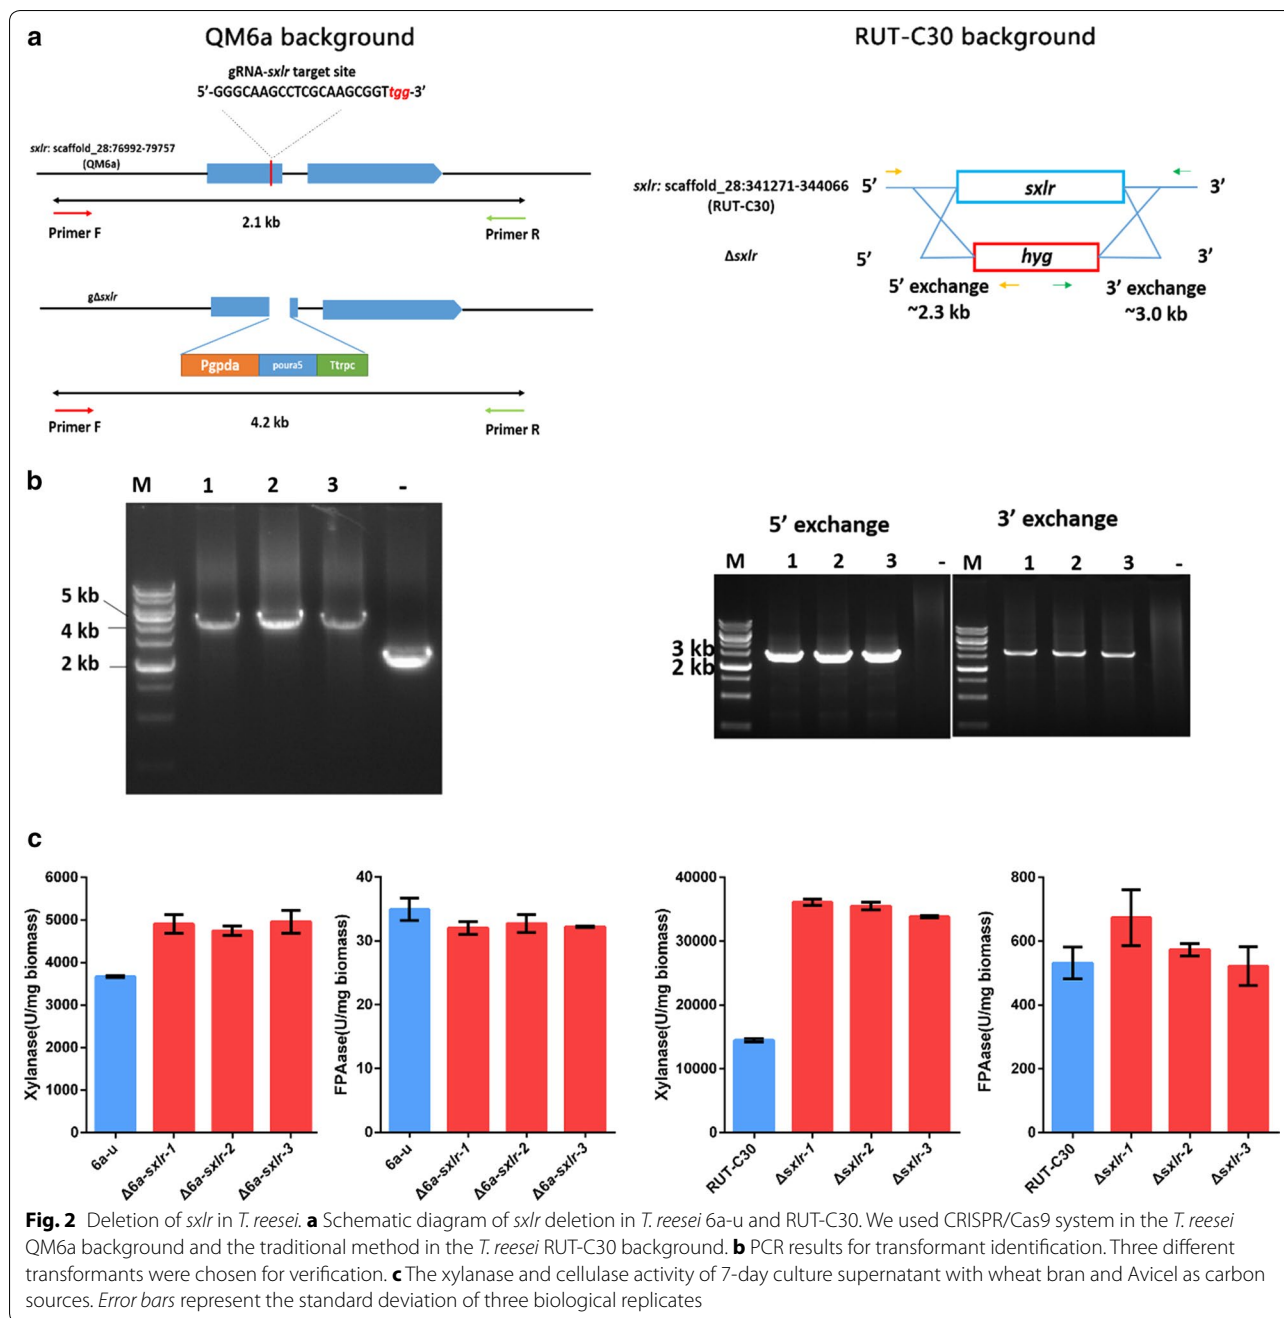 a
QM6a background
RUT-C30 background
gRNA-sxlr target site
5'-GGGCAAGCCTCGCAAGCGGTtgg-3'
sxlr: scaffold_28:76992-79757
(QM6a)
2.1 kb
Primer F
Primer R
gΔsxlr
Pgpda
poura5
Ttrpc
4.2 kb
Primer F
Primer R
sxlr: scaffold_28:341271-344066
(RUT-C30)
5’
sxlr
3’
Δsxlr
5’
hyg
3’
5’ exchange
~2.3 kb
3’ exchange
~3.0 kb
b
M 1 2 3 -
5 kb
4 kb
2 kb
5’ exchange
3’ exchange
M 1 2 3 -
M 1 2 3 -
3 kb
2 kb
c
Xylanase(U/mg biomass)
6000
5000
4000
3000
2000
1000
0
6a-u
Δ6a-sxlr-1
Δ6a-sxlr-2
Δ6a-sxlr-3
FPAase(U/mg biomass)
40
30
20
10
0
6a-u
Δ6a-sxlr-1
Δ6a-sxlr-2
Δ6a-sxlr-3
Xylanase(U/mg biomass)
40000
30000
20000
10000
0
RUT-C30
Δsxlr-1
Δsxlr-2
Δsxlr-3
FPAase(U/mg biomass)
800
600
400
200
0
RUT-C30
Δsxlr-1
Δsxlr-2
Δsxlr-3
Fig. 2 Deletion of sxlr in T. reesei. a Schematic diagram of sxlr deletion in T. reesei 6a-u and RUT-C30. We used CRISPR/Cas9 system in the T. reesei
QM6a background and the traditional method in the T. reesei RUT-C30 background. b PCR results for transformant identification. Three different
transformants were chosen for verification. c The xylanase and cellulase activity of 7-day culture supernatant with wheat bran and Avicel as carbon
sources. Error bars represent the standard deviation of three biological replicates